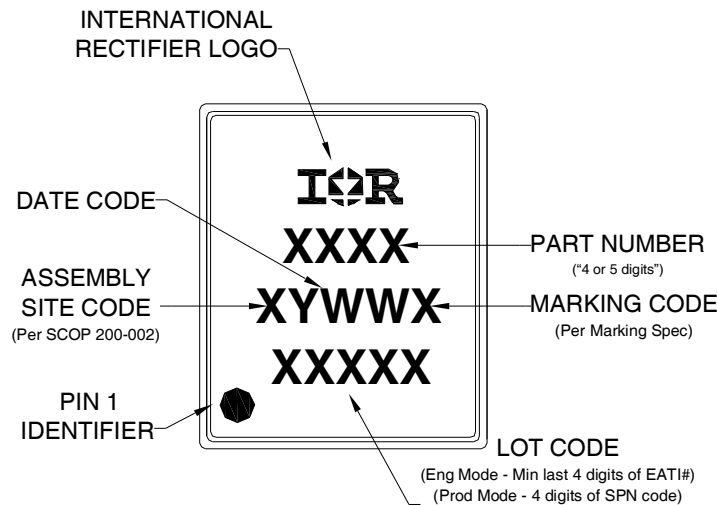 INTERNATIONAL
RECTIFIER LOGO
IOR
DATE CODE
XXXX
PART NUMBER
(“4 or 5 digits”)
ASSEMBLY
SITE CODE
(Per SCOP 200-002)
XYWWX
MARKING CODE
(Per Marking Spec)
XXXXX
PIN 1
IDENTIFIER
LOT CODE
(Eng Mode - Min last 4 digits of EATI#)
(Prod Mode - 4 digits of SPN code)